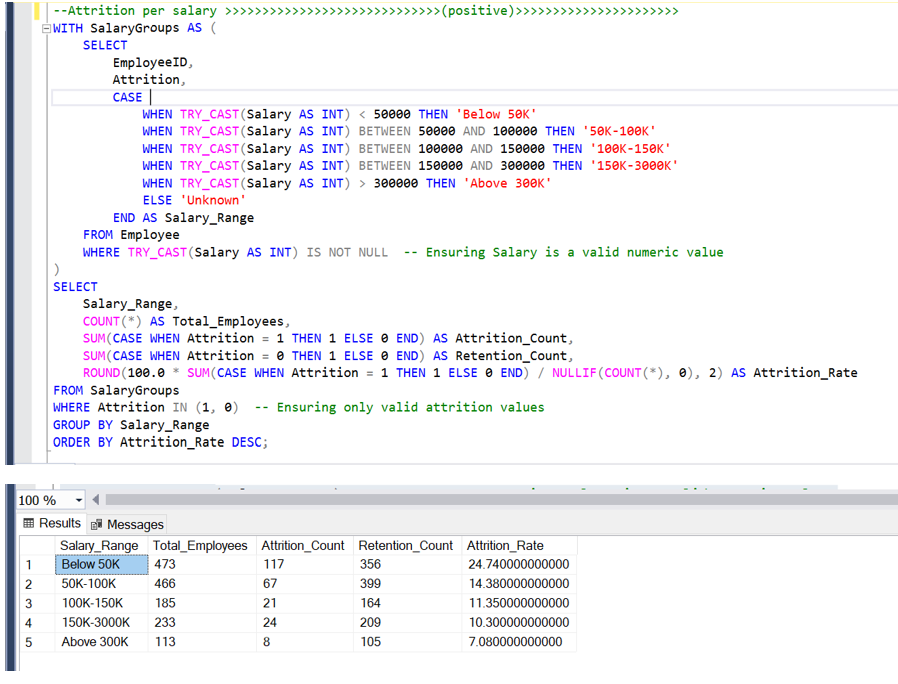 --Attrition per salary >>>>>>>>>>>>>>>>>>>>>>>>>>>>>(positive)>>>>>>>>>>>>>>>>>>>>>>
WITH SalaryGroups AS (
SELECT
EmployeeID,
Attrition,
CASE
WHEN TRY_CAST(Salary AS INT) < 50000 THEN 'Below 50K'
WHEN TRY_CAST(Salary AS INT) BETWEEN 50000 AND 100000 THEN '50K-100K'
WHEN TRY_CAST(Salary AS INT) BETWEEN 100000 AND 150000 THEN '100K-150K'
WHEN TRY_CAST(Salary AS INT) BETWEEN 150000 AND 300000 THEN '150K-3000K'
WHEN TRY_CAST(Salary AS INT) > 300000 THEN 'Above 300K'
ELSE 'Unknown'
END AS Salary_Range
FROM Employee
WHERE TRY_CAST(Salary AS INT) IS NOT NULL  -- Ensuring Salary is a valid numeric value
)
SELECT
Salary_Range,
COUNT(*) AS Total_Employees,
SUM(CASE WHEN Attrition = 1 THEN 1 ELSE 0 END) AS Attrition_Count,
SUM(CASE WHEN Attrition = 0 THEN 1 ELSE 0 END) AS Retention_Count,
ROUND(100.0 * SUM(CASE WHEN Attrition = 1 THEN 1 ELSE 0 END) / NULLIF(COUNT(*), 0), 2) AS Attrition_Rate
FROM SalaryGroups
WHERE Attrition IN (1, 0)  -- Ensuring only valid attrition values
GROUP BY Salary_Range
ORDER BY Attrition_Rate DESC;
100 %
Results Messages
Salary_Range Total_Employees Attrition_Count Retention_Count Attrition_Rate
1 Below 50K 473 117 356 24.740000000000
2 50K-100K 466 67 399 14.380000000000
3 100K-150K 185 21 164 11.350000000000
4 150K-3000K 233 24 209 10.300000000000
5 Above 300K 113 8 105 7.080000000000